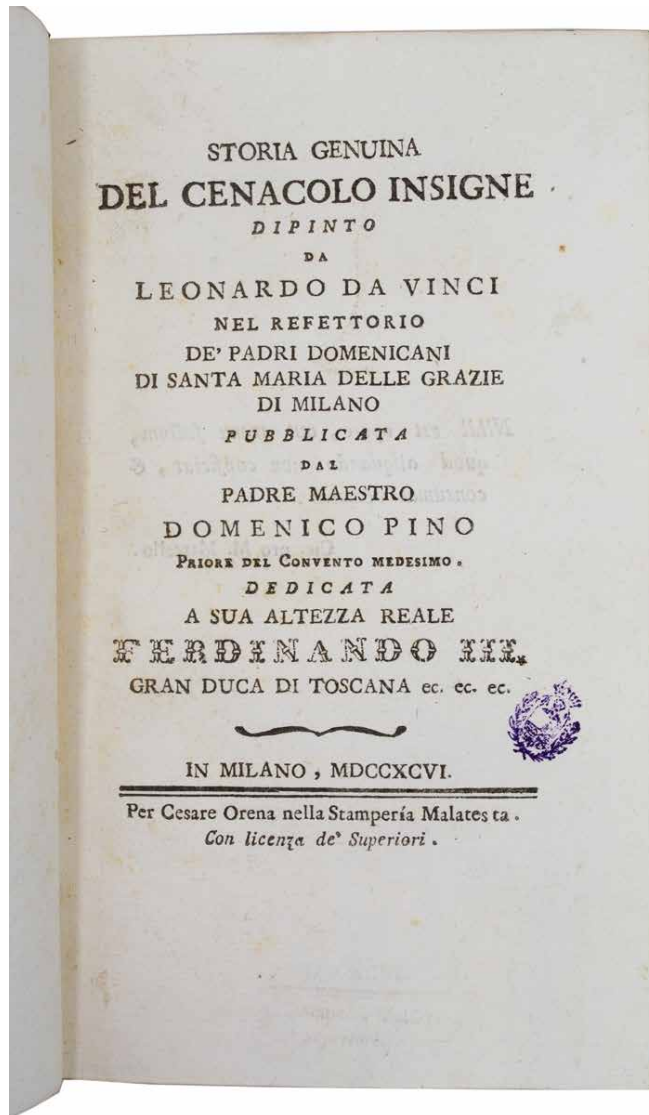 STORIA GENUINA
DEL CENACOLO INSIGNE
DIPINTO
DA
LEONARDO DA VINCI
NEL REFETTORIO
DE' PADRI DOMENICANI
DI SANTA MARIA DELLE GRAZIE
DI MILANO
PUBBLICATA
DAL
PADRE MAESTRO
DOMENICO PINO
PRIORE DEL CONVENTO MEDESIMO.
DEDICATA
A SUA ALTEZZA REALE
FERDINANDO III.
GRAN DUCA DI TOSCANA ec. ec. ec.
IN MILANO, MDCCXCVI.
Per Cesare Orena nella Stampería Malatesta.
Con licenza de' Superiori.